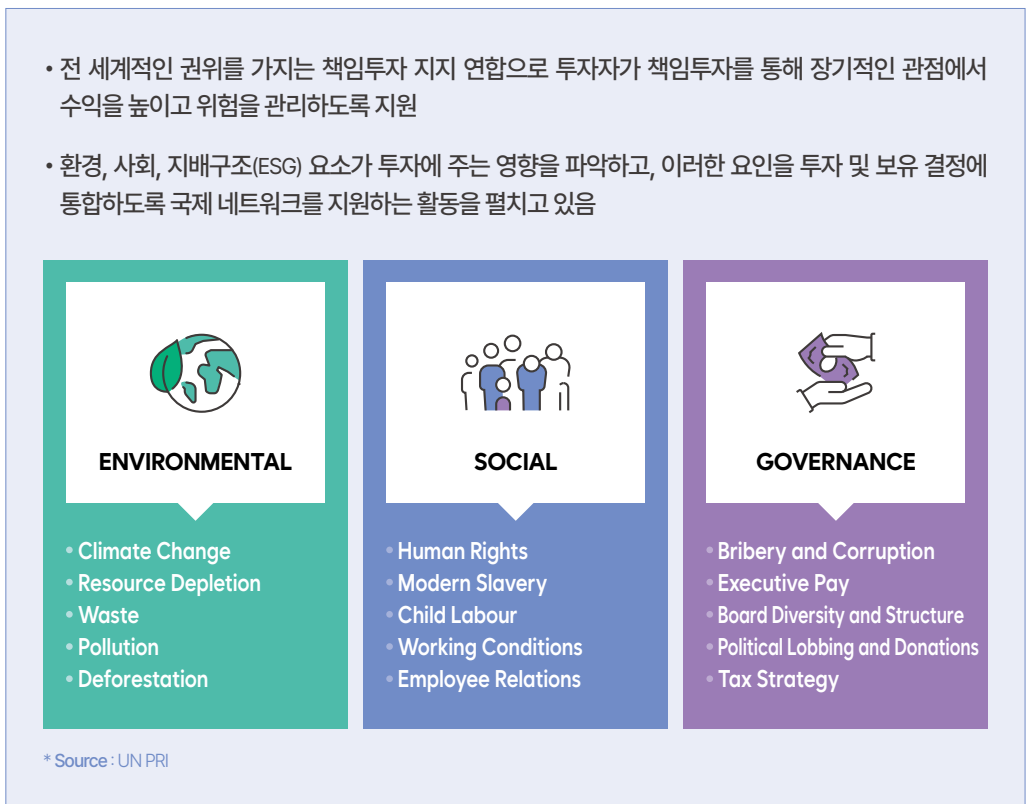 • 전 세계적인 권위를 가지는 책임투자 지지 연합으로 투자자가 책임투자를 통해 장기적인 관점에서
수익을 높이고 위험을 관리하도록 지원
• 환경, 사회, 지배구조(ESG) 요소가 투자에 주는 영향을 파악하고, 이러한 요인을 투자 및 보유 결정에
통합하도록 국제 네트워크를 지원하는 활동을 펼치고 있음
ENVIRONMENTAL
• Climate Change
• Resource Depletion
• Waste
• Pollution
• Deforestation
SOCIAL
• Human Rights
• Modern Slavery
• Child Labour
• Working Conditions
• Employee Relations
GOVERNANCE
• Bribery and Corruption
• Executive Pay
• Board Diversity and Structure
• Political Lobbing and Donations
• Tax Strategy
* Source : UN PRI